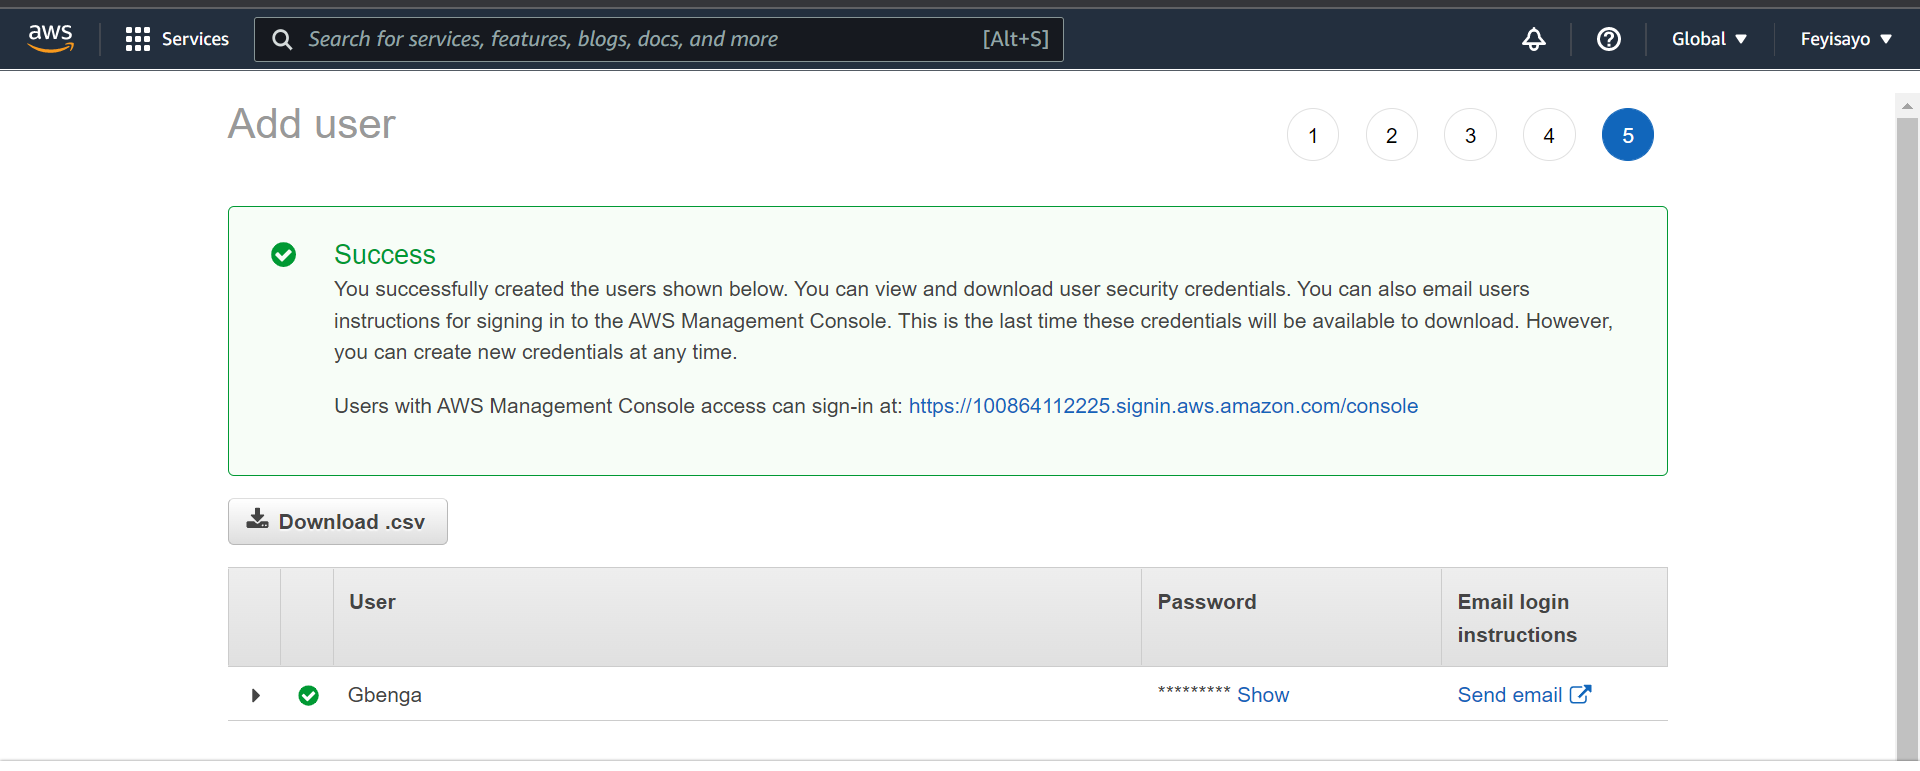 aws Services Search for services, features, blogs, docs, and more [Alt+S] Global Feyisayo
Add user 1 2 3 4 5
Success
You successfully created the users shown below. You can view and download user security credentials. You can also email users
instructions for signing in to the AWS Management Console. This is the last time these credentials will be available to download. However,
you can create new credentials at any time.
Users with AWS Management Console access can sign-in at: https://100864112225.signin.aws.amazon.com/console
Download .csv
User Password Email login
instructions
Gbenga ********* Show Send email